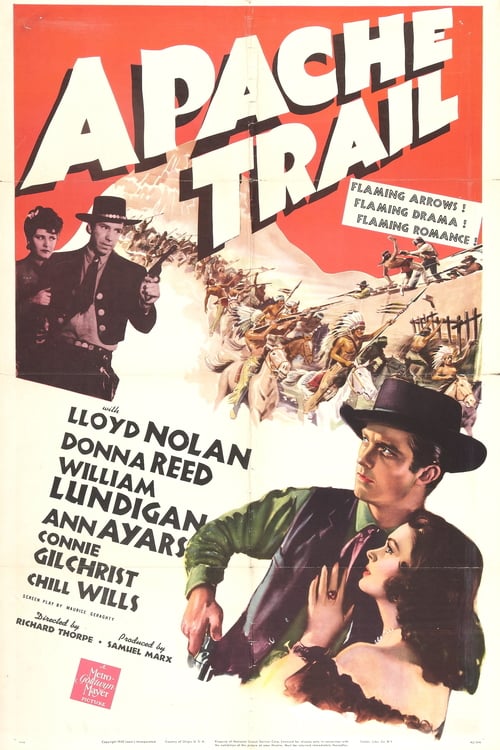 APACHE
TRAIL
FLAMING ARROWS!
FLAMING DRAMA!
FLAMING ROMANCE!
with
LLOYD NOLAN
DONNA REED
WILLIAM
LUNDIGAN
ANN AYARS
CONNIE
GILCHRIST
CHILL WILLS
SCREEN PLAY BY MAURICE GERAGHTY
Directed by
RICHARD THORPE •
Produced by
SAMUEL MARX
A
Metro
Goldwyn
Mayer
PICTURE